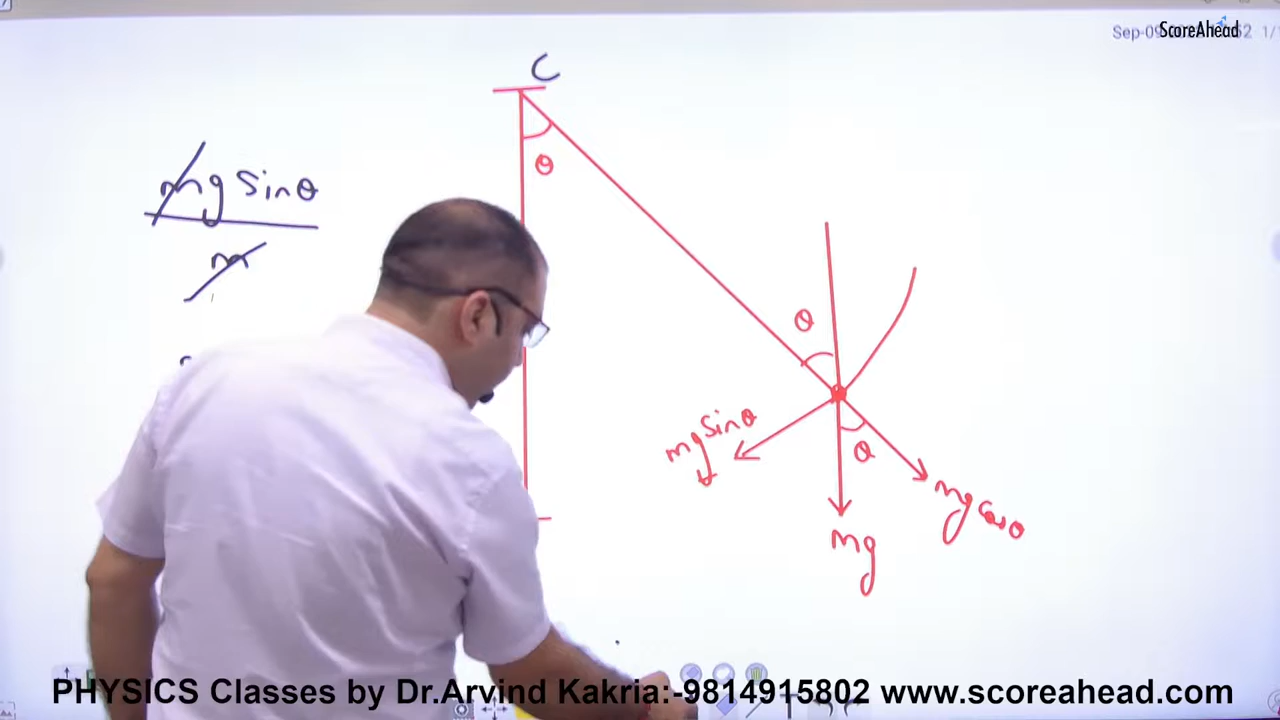 ScoreAhead
C
θ
mg sinθ
m
θ
mg sinθ
θ
mg cosθ
mg
PHYSICS Classes by Dr.Arvind Kakria:-9814915802 www.scoreahead.com